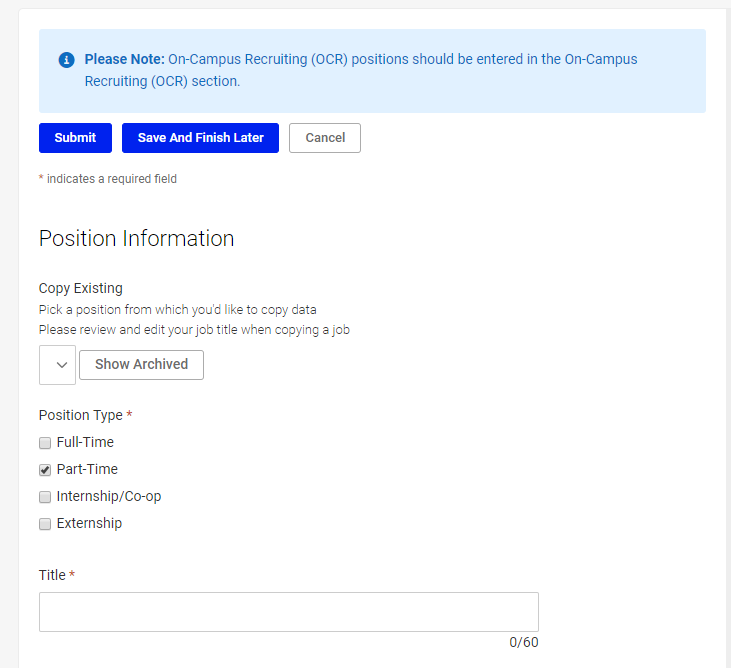 Please Note: On-Campus Recruiting (OCR) positions should be entered in the On-Campus
Recruiting (OCR) section.
Submit
Save And Finish Later
Cancel
* indicates a required field
Position Information
Copy Existing
Pick a position from which you'd like to copy data
Please review and edit your job title when copying a job
Show Archived
Position Type *
Full-Time
Part-Time
Internship/Co-op
Externship
Title *
0/60